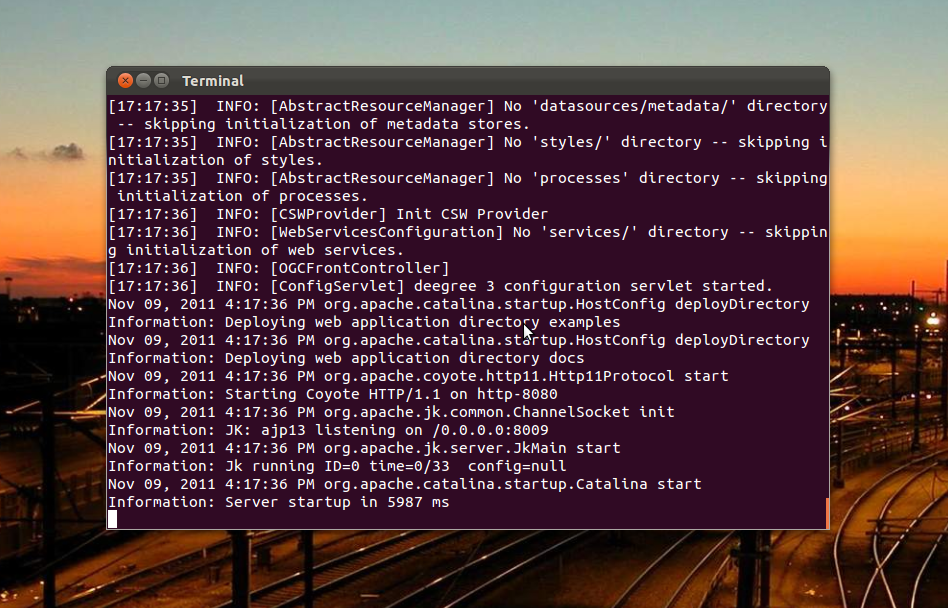 Terminal
[17:17:35]  INFO: [AbstractResourceManager] No 'datasources/metadata/' directory
 -- skipping initialization of metadata stores.
[17:17:35]  INFO: [AbstractResourceManager] No 'styles/' directory -- skipping i
nitialization of styles.
[17:17:35]  INFO: [AbstractResourceManager] No 'processes' directory -- skipping
 initialization of processes.
[17:17:36]  INFO: [CSWProvider] Init CSW Provider
[17:17:36]  INFO: [WebServicesConfiguration] No 'services/' directory -- skippin
g initialization of web services.
[17:17:36]  INFO: [OGCFrontController]
[17:17:36]  INFO: [ConfigServlet] deegree 3 configuration servlet started.
Nov 09, 2011 4:17:36 PM org.apache.catalina.startup.HostConfig deployDirectory
Information: Deploying web application directory examples
Nov 09, 2011 4:17:36 PM org.apache.catalina.startup.HostConfig deployDirectory
Information: Deploying web application directory docs
Nov 09, 2011 4:17:36 PM org.apache.coyote.http11.Http11Protocol start
Information: Starting Coyote HTTP/1.1 on http-8080
Nov 09, 2011 4:17:36 PM org.apache.jk.common.ChannelSocket init
Information: JK: ajp13 listening on /0.0.0.0:8009
Nov 09, 2011 4:17:36 PM org.apache.jk.server.JkMain start
Information: Jk running ID=0 time=0/33  config=null
Nov 09, 2011 4:17:36 PM org.apache.catalina.startup.Catalina start
Information: Server startup in 5987 ms